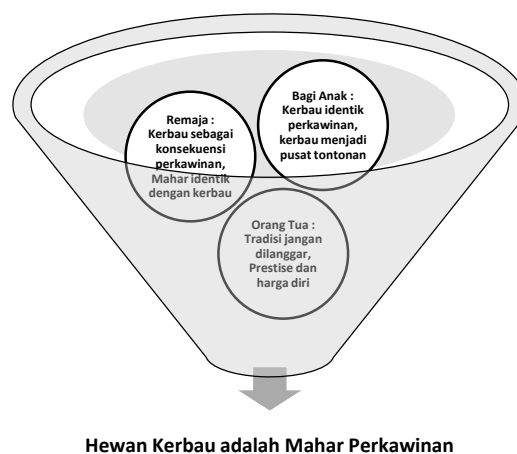 Remaja :
Kerbau sebagai
konsekuensi
perkawinan,
Mahar identik
dengan kerbau
Bagi Anak :
Kerbau identik
perkawinan,
kerbau menjadi
pusat tontonan
Orang Tua :
Tradisi jangan
dilanggar,
Prestise dan
harga diri
Hewan Kerbau adalah Mahar Perkawinan